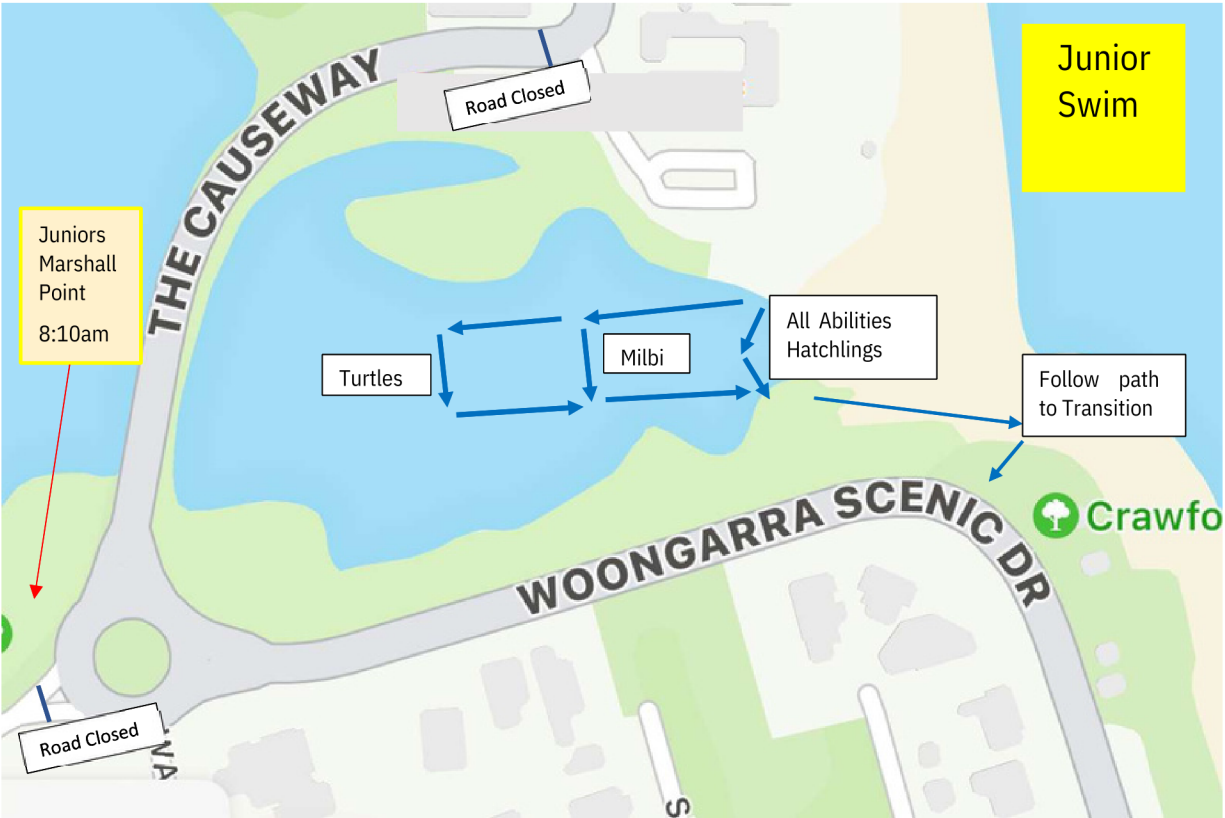 Junior
Swim
THE CAUSEWAY
Road Closed
Juniors
Marshall
Point
8:10am
All Abilities
Hatchlings
Milbi
Turtles
Follow path
to Transition
WOONGARRA SCENIC DR
Crawfo
Road Closed
WA
S